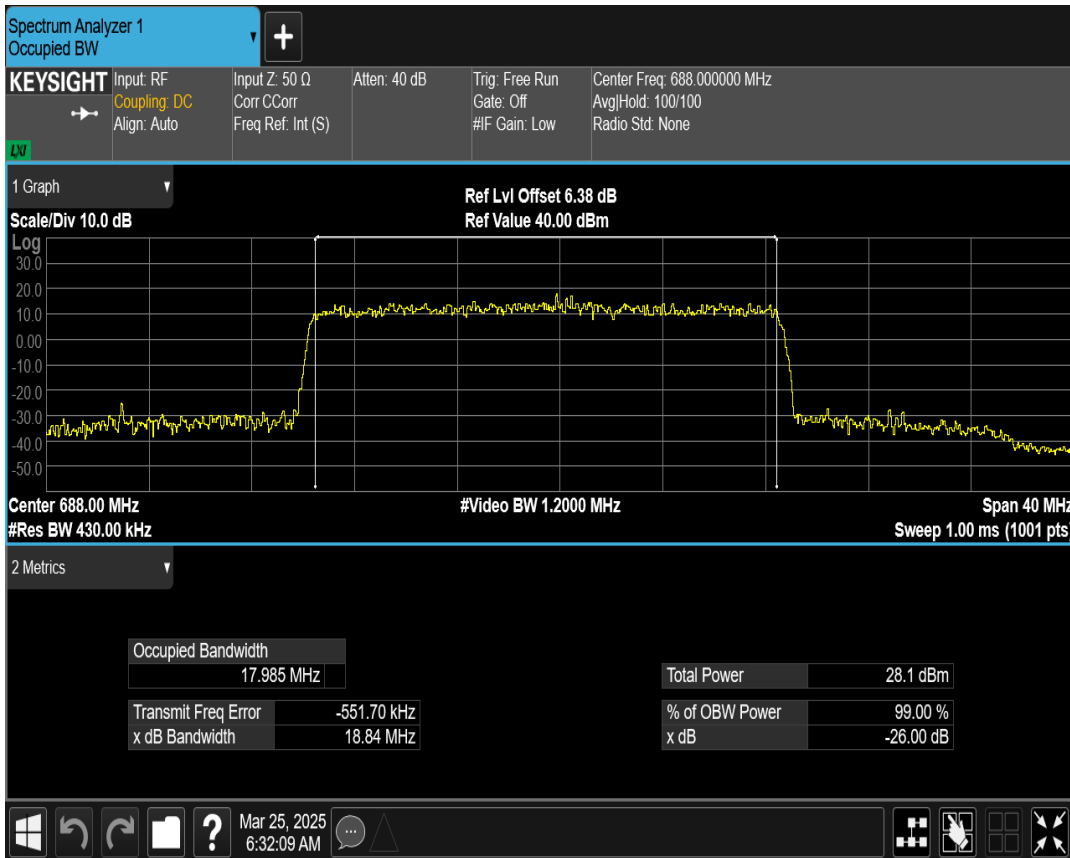 Spectrum Analyzer 1
Occupied BW
+
KEYSIGHT
LXI
Input: RF
Coupling: DC
Align: Auto
Input Z: 50 Ω
Corr CCorr
Freq Ref: Int (S)
Atten: 40 dB
Trig: Free Run
Gate: Off
#IF Gain: Low
Center Freq: 688.000000 MHz
Avg|Hold: 100/100
Radio Std: None
1 Graph
Scale/Div 10.0 dB
Ref Lvl Offset 6.38 dB
Ref Value 40.00 dBm
Log
30.0
20.0
10.0
0.00
-10.0
-20.0
-30.0
-40.0
-50.0
Center 688.00 MHz
#Video BW 1.2000 MHz
Span 40 MHz
#Res BW 430.00 kHz
Sweep 1.00 ms (1001 pts)
2 Metrics
Occupied Bandwidth
17.985 MHz
Total Power 28.1 dBm
Transmit Freq Error -551.70 kHz
% of OBW Power 99.00 %
x dB Bandwidth 18.84 MHz
x dB -26.00 dB
?
Mar 25, 2025
6:32:09 AM